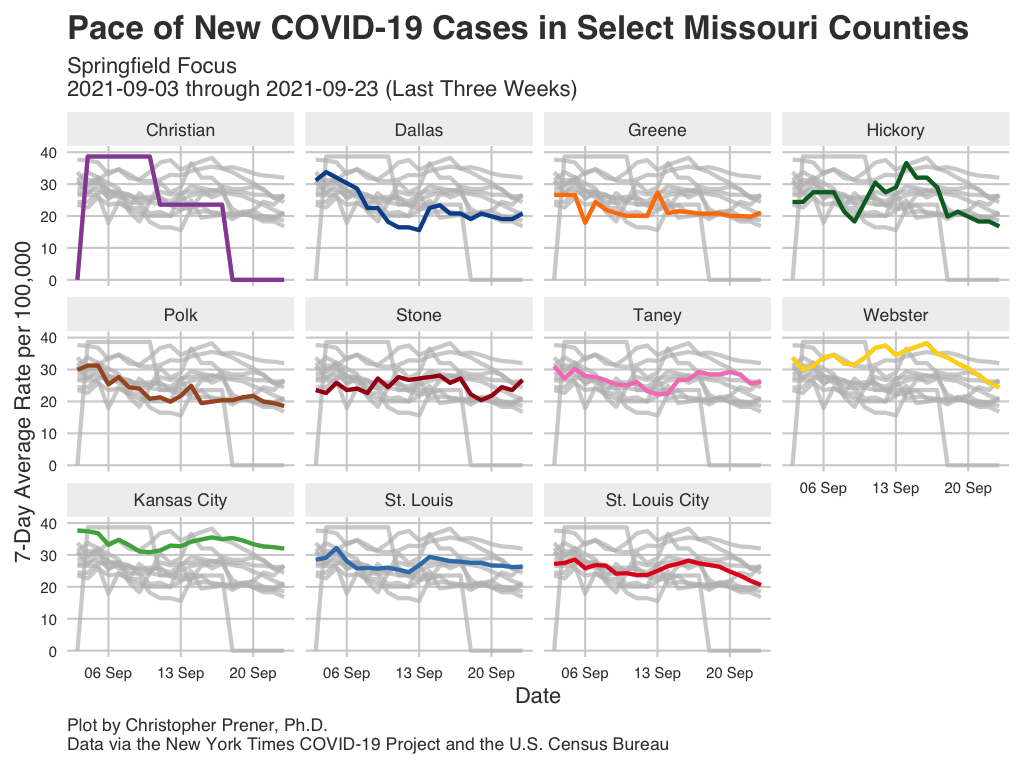 Pace of New COVID-19 Cases in Select Missouri Counties
Springfield Focus
2021-09-03 through 2021-09-23 (Last Three Weeks)
Christian
Dallas
Greene
Hickory
40
30
20
10
0
Polk
Stone
Taney
Webster
40
30
20
10
0
06 Sep
13 Sep
20 Sep
Kansas City
St. Louis
St. Louis City
40
30
20
10
0
06 Sep
13 Sep
20 Sep
06 Sep
13 Sep
20 Sep
06 Sep
13 Sep
20 Sep
7-Day Average Rate per 100,000
Date
Plot by Christopher Prener, Ph.D.
Data via the New York Times COVID-19 Project and the U.S. Census Bureau